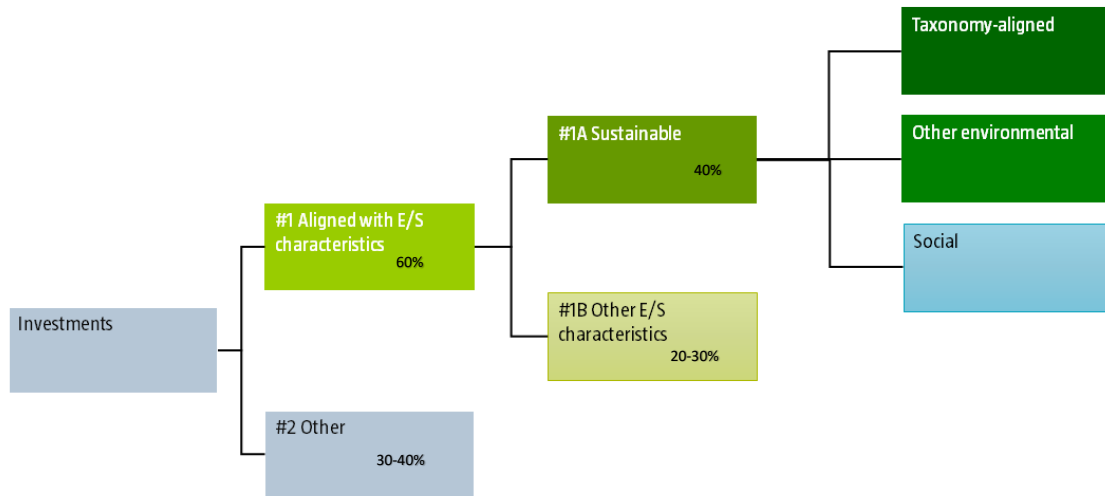 Investments
#1 Aligned with E/S
characteristics
60%
#2 Other
30-40%
#1A Sustainable
40%
#1B Other E/S
characteristics
20-30%
Taxonomy-aligned
Other environmental
Social